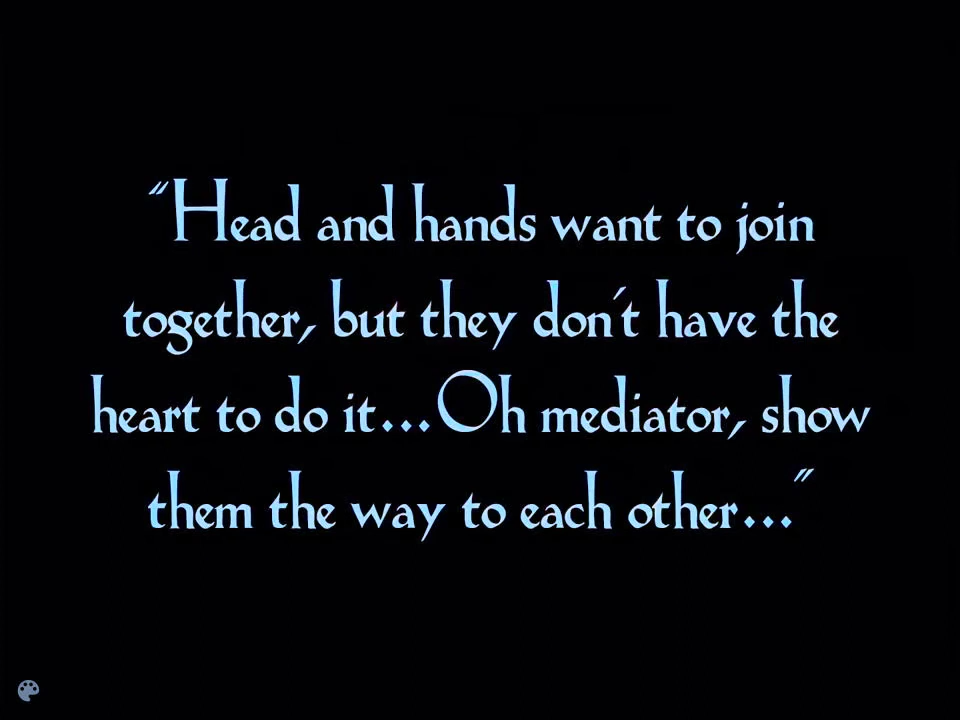 "Head and hands want to join
together, but they don't have the
heart to do it...Oh mediator, show
them the way to each other..."